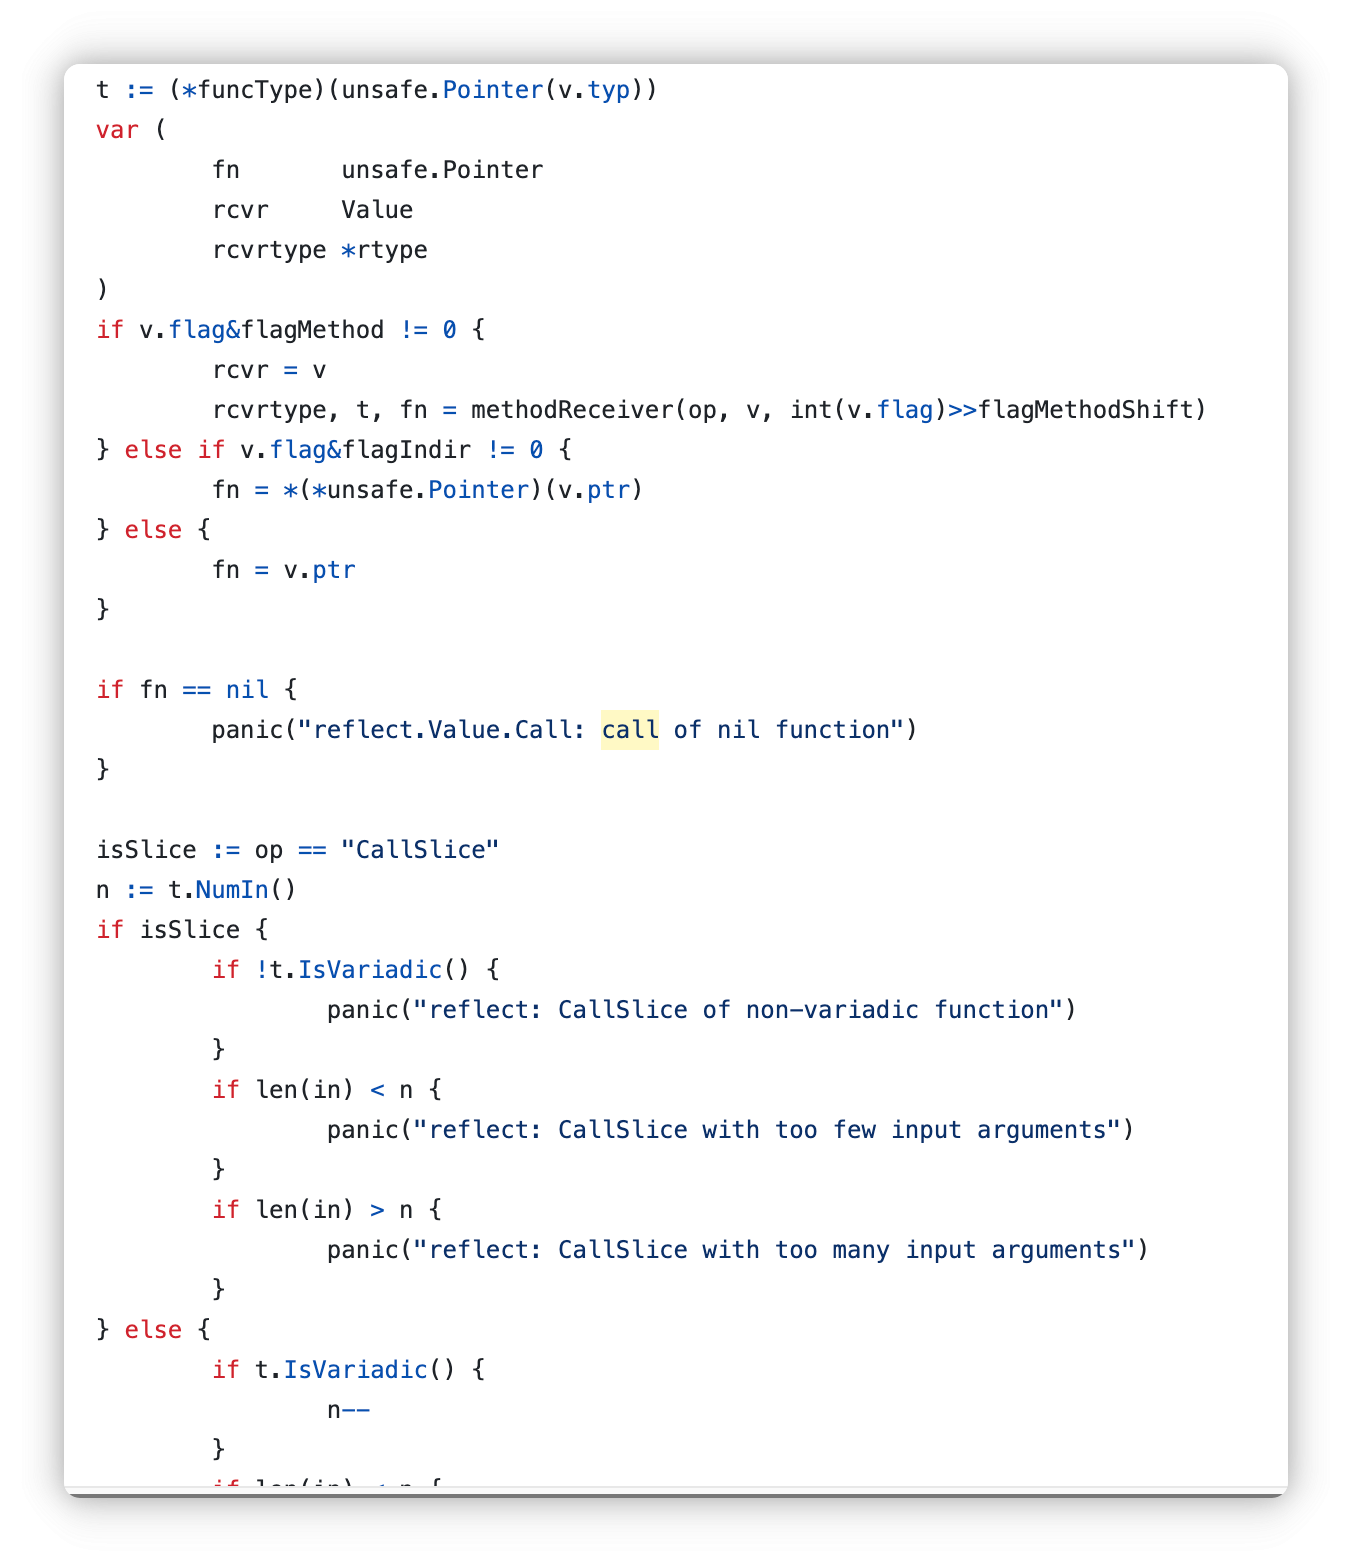 t := (*funcType)(unsafe.Pointer(v.typ))
var (
        fn       unsafe.Pointer
        rcvr     Value
        rcvrtype *rtype
)
if v.flag&flagMethod != 0 {
        rcvr = v
        rcvrtype, t, fn = methodReceiver(op, v, int(v.flag)>>flagMethodShift)
} else if v.flag&flagIndir != 0 {
        fn = *(*unsafe.Pointer)(v.ptr)
} else {
        fn = v.ptr
}

if fn == nil {
        panic("reflect.Value.Call: call of nil function")
}

isSlice := op == "CallSlice"
n := t.NumIn()
if isSlice {
        if !t.IsVariadic() {
                panic("reflect: CallSlice of non-variadic function")
        }
        if len(in) < n {
                panic("reflect: CallSlice with too few input arguments")
        }
        if len(in) > n {
                panic("reflect: CallSlice with too many input arguments")
        }
} else {
        if t.IsVariadic() {
                n--
        }
        if len(in) < n {